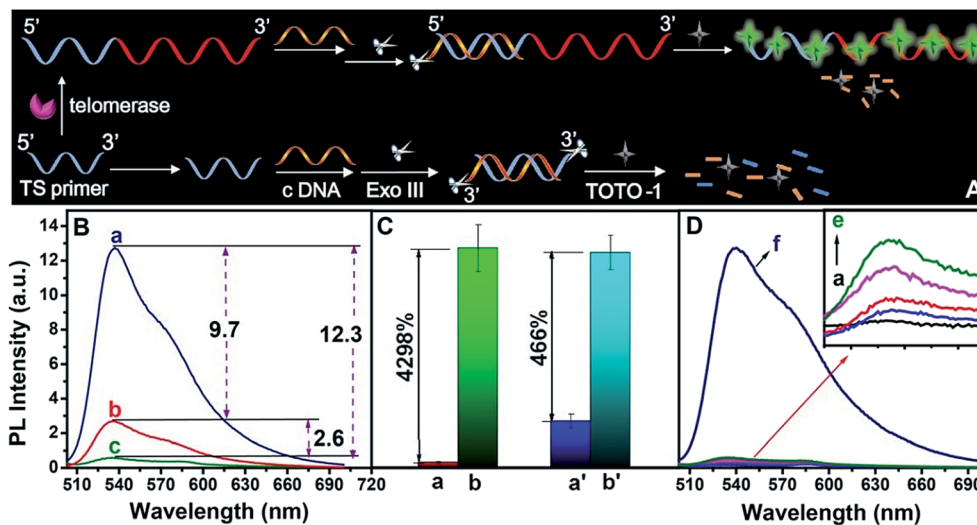 5’ 3’ 5’ 3’
telomerase
5’ 3’ 3’
TS primer c DNA Exo III 3’ TOTO -1 A
B C D
14
12
10
8
6
4
2
0
PL Intensity (a.u.)
a
b
c
9.7
12.3
2.6
510 540 570 600 630 660 690 720
Wavelength (nm)
4298%
466%
a b a' b'
f
e
a
510 540 570 600 630 660 690
Wavelength (nm)